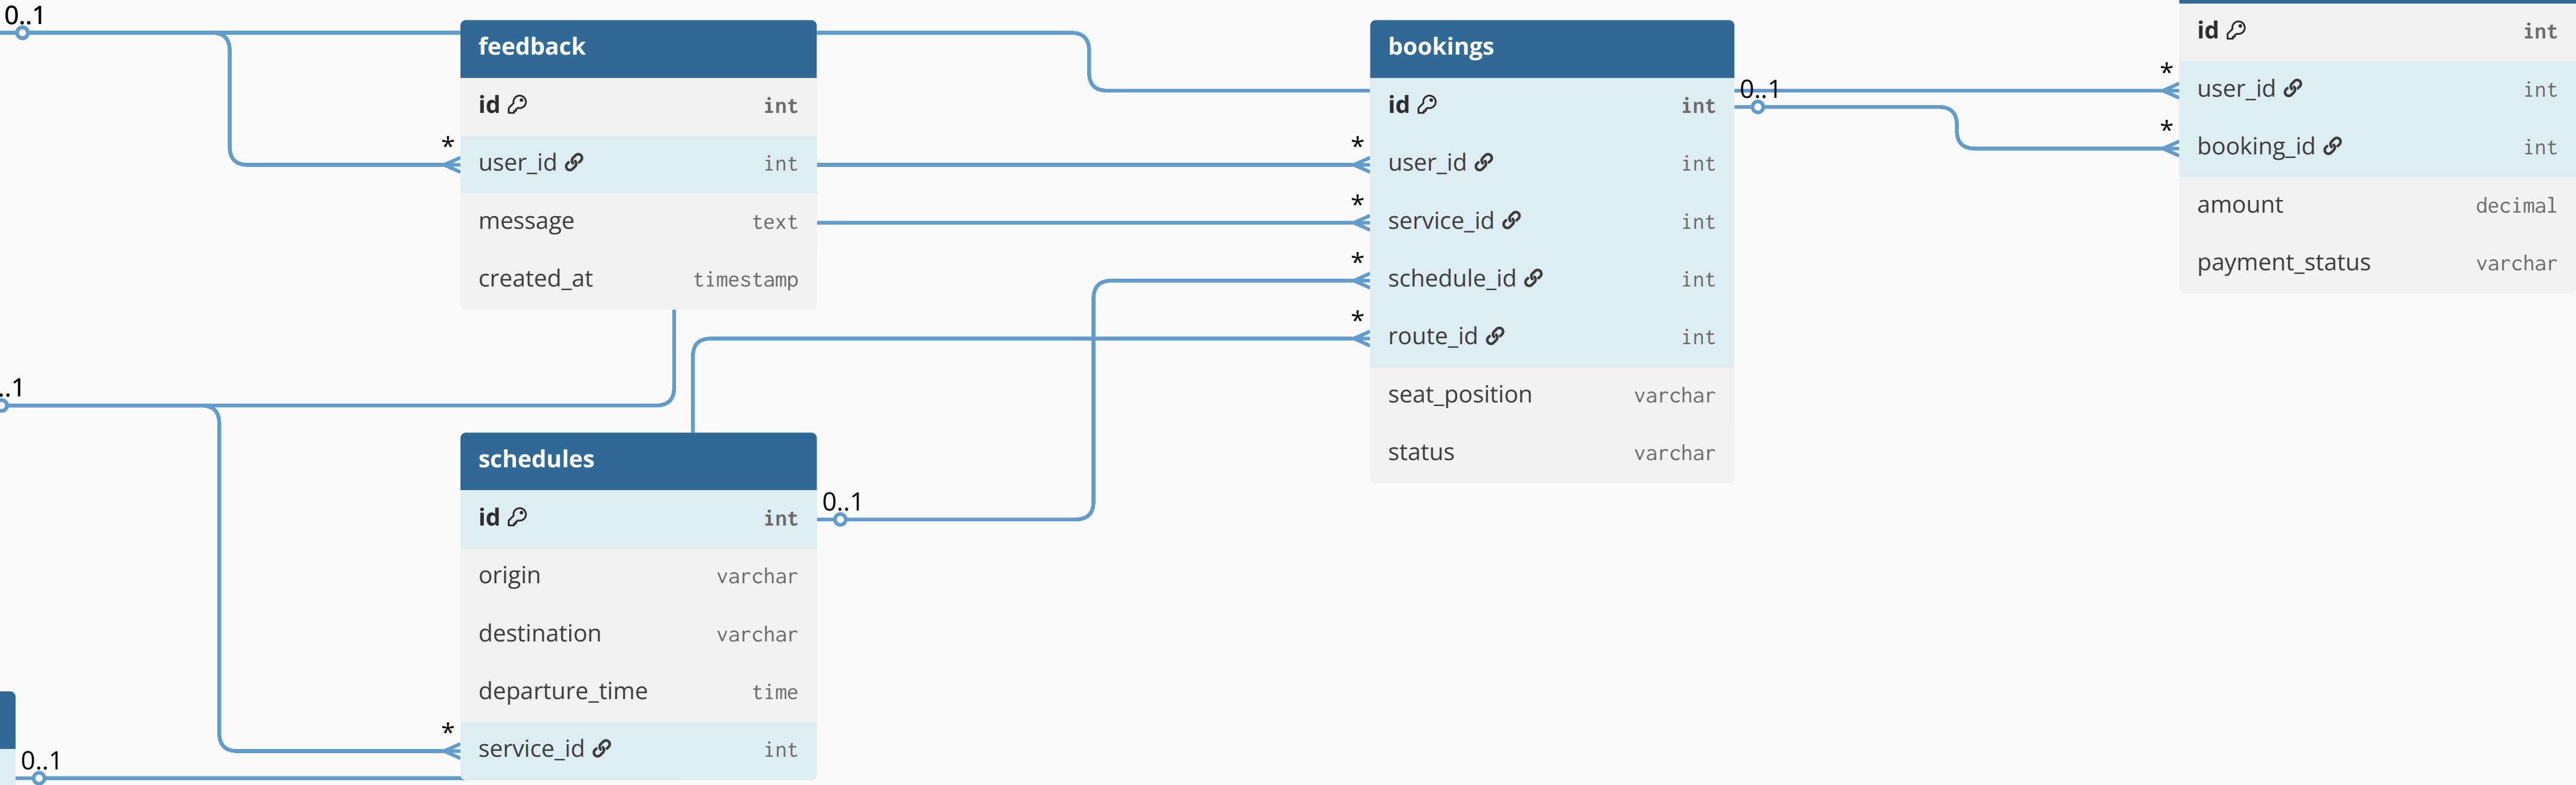 0..1
feedback
id int
* user_id int
message text
created_at timestamp
..1
schedules
id int 0..1
origin varchar
destination varchar
departure_time time
* service_id int
0..1
bookings
id int 0..1
* user_id int
* service_id int
* schedule_id int
* route_id int
seat_position varchar
status varchar
id int
* user_id int
* booking_id int
amount decimal
payment_status varchar